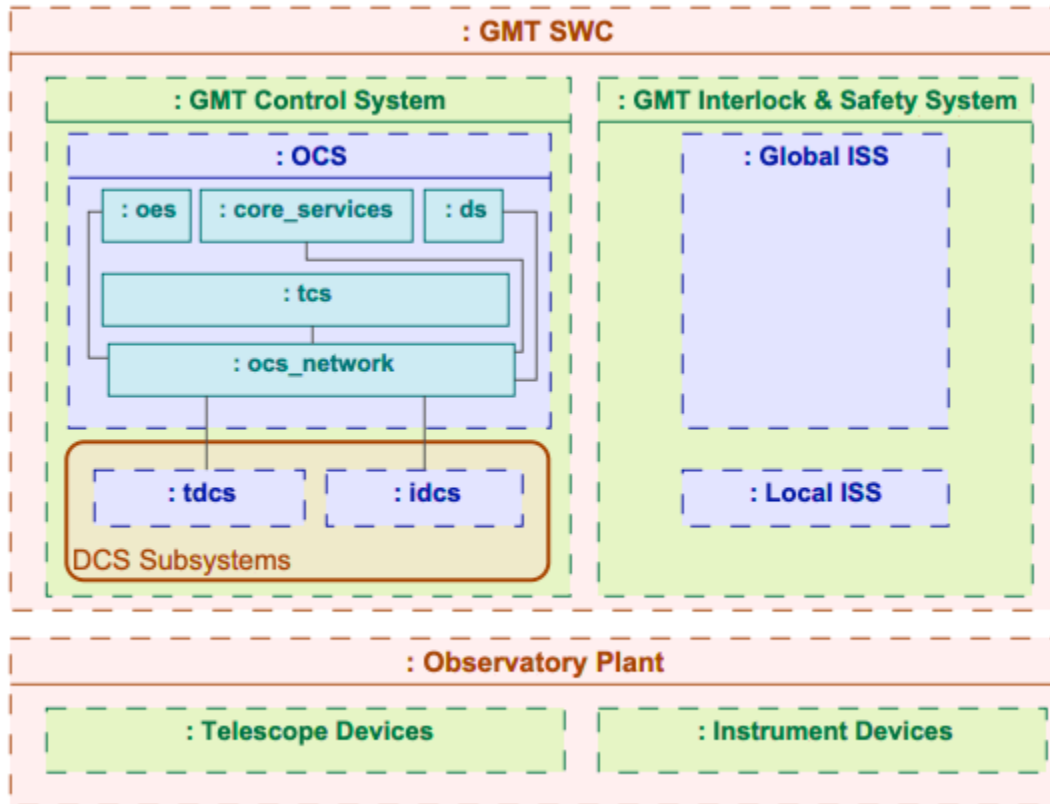 : GMT SWC
: GMT Control System
: GMT Interlock & Safety System
: OCS
: Global ISS
: oes
: core_services
: ds
: tcs
: ocs_network
: tdcs
: idcs
: Local ISS
DCS Subsystems
: Observatory Plant
: Telescope Devices
: Instrument Devices